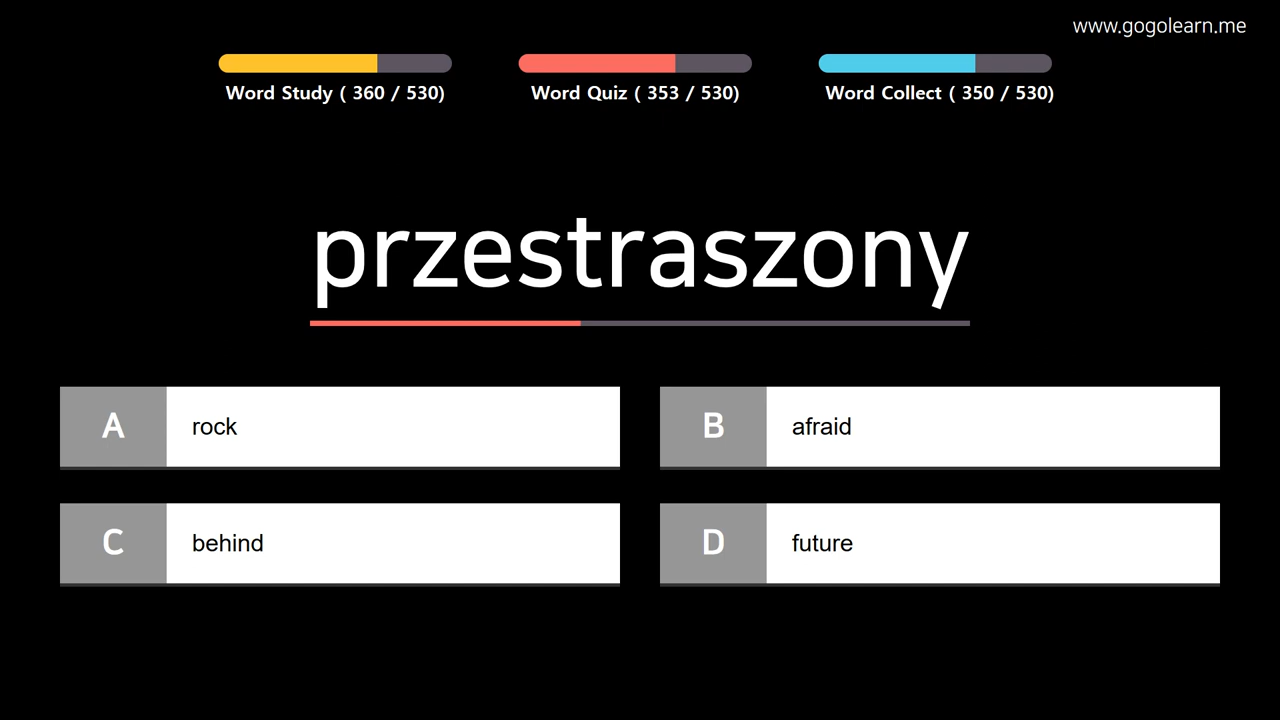 www.gogolearn.me
Word Study ( 360 / 530)
Word Quiz ( 353 / 530)
Word Collect ( 350 / 530)
przestraszony
A rock
B afraid
C behind
D future